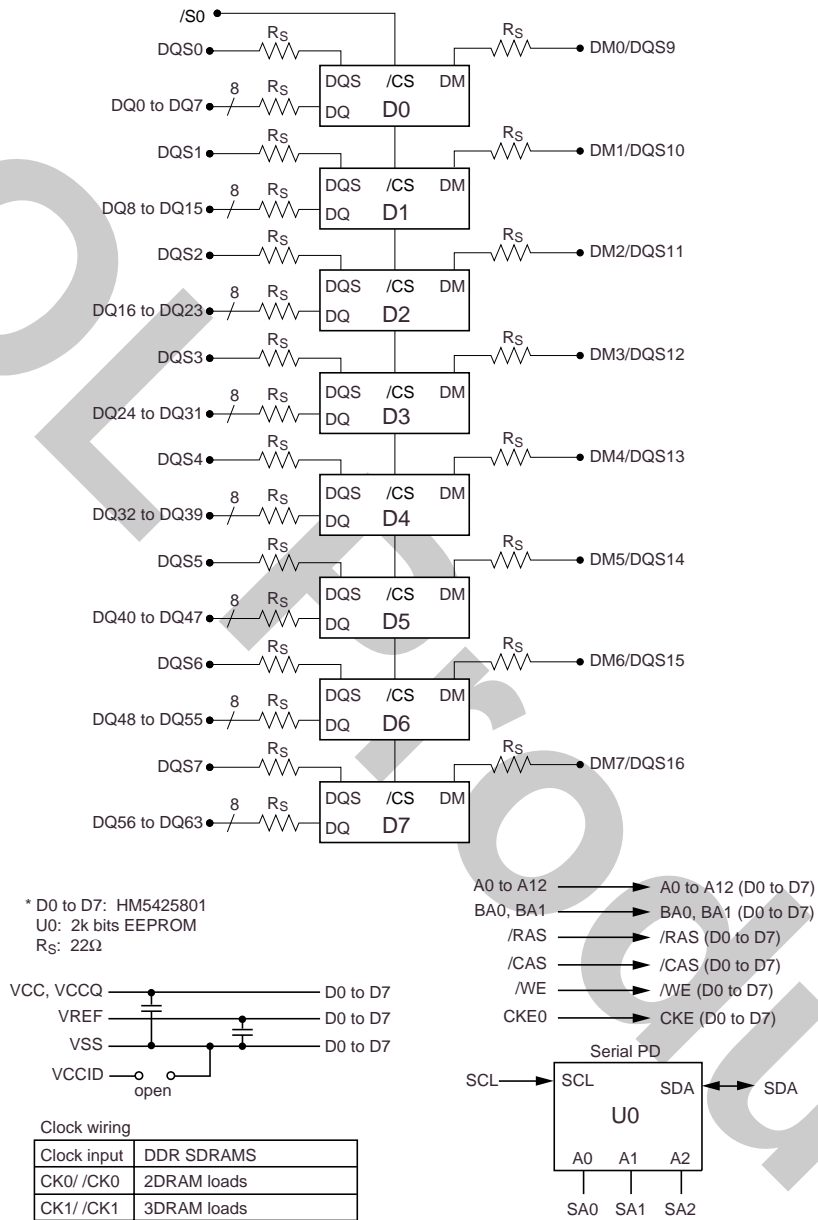 /S0
DQS0 RS RS DM0/DQS9
DQS /CS DM
DQ0 to DQ7 8 RS DQ D0
DQS1 RS RS DM1/DQS10
DQS /CS DM
DQ8 to DQ15 8 RS DQ D1
DQS2 RS RS DM2/DQS11
DQS /CS DM
DQ16 to DQ23 8 RS DQ D2
DQS3 RS RS DM3/DQS12
DQS /CS DM
DQ24 to DQ31 8 RS DQ D3
DQS4 RS RS DM4/DQS13
DQS /CS DM
DQ32 to DQ39 8 RS DQ D4
DQS5 RS RS DM5/DQS14
DQS /CS DM
DQ40 to DQ47 8 RS DQ D5
DQS6 RS RS DM6/DQS15
DQS /CS DM
DQ48 to DQ55 8 RS DQ D6
DQS7 RS RS DM7/DQS16
DQS /CS DM
DQ56 to DQ63 8 RS DQ D7
* D0 to D7: HM5425801
U0: 2k bits EEPROM
RS: 22Ω
VCC, VCCQ D0 to D7
VREF D0 to D7
VSS D0 to D7
VCCID open
Clock wiring
Clock input DDR SDRAMS
CK0/ /CK0 2DRAM loads
CK1/ /CK1 3DRAM loads
A0 to A12 A0 to A12 (D0 to D7)
BA0, BA1 BA0, BA1 (D0 to D7)
/RAS /RAS (D0 to D7)
/CAS /CAS (D0 to D7)
/WE /WE (D0 to D7)
CKE0 CKE (D0 to D7)
Serial PD
SCL SCL SDA SDA
U0
A0 A1 A2
SA0 SA1 SA2